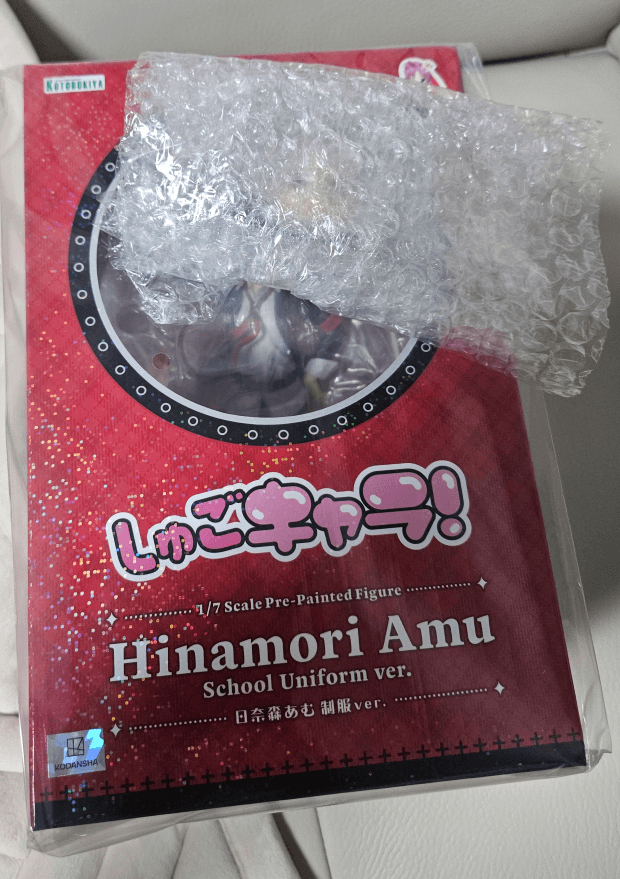 KOTOBUKIYA
しゅごキャラ!
1/7 Scale Pre-Painted Figure
Hinamori Amu
School Uniform ver.
日奈森あむ 制服ver.
KODANSHA